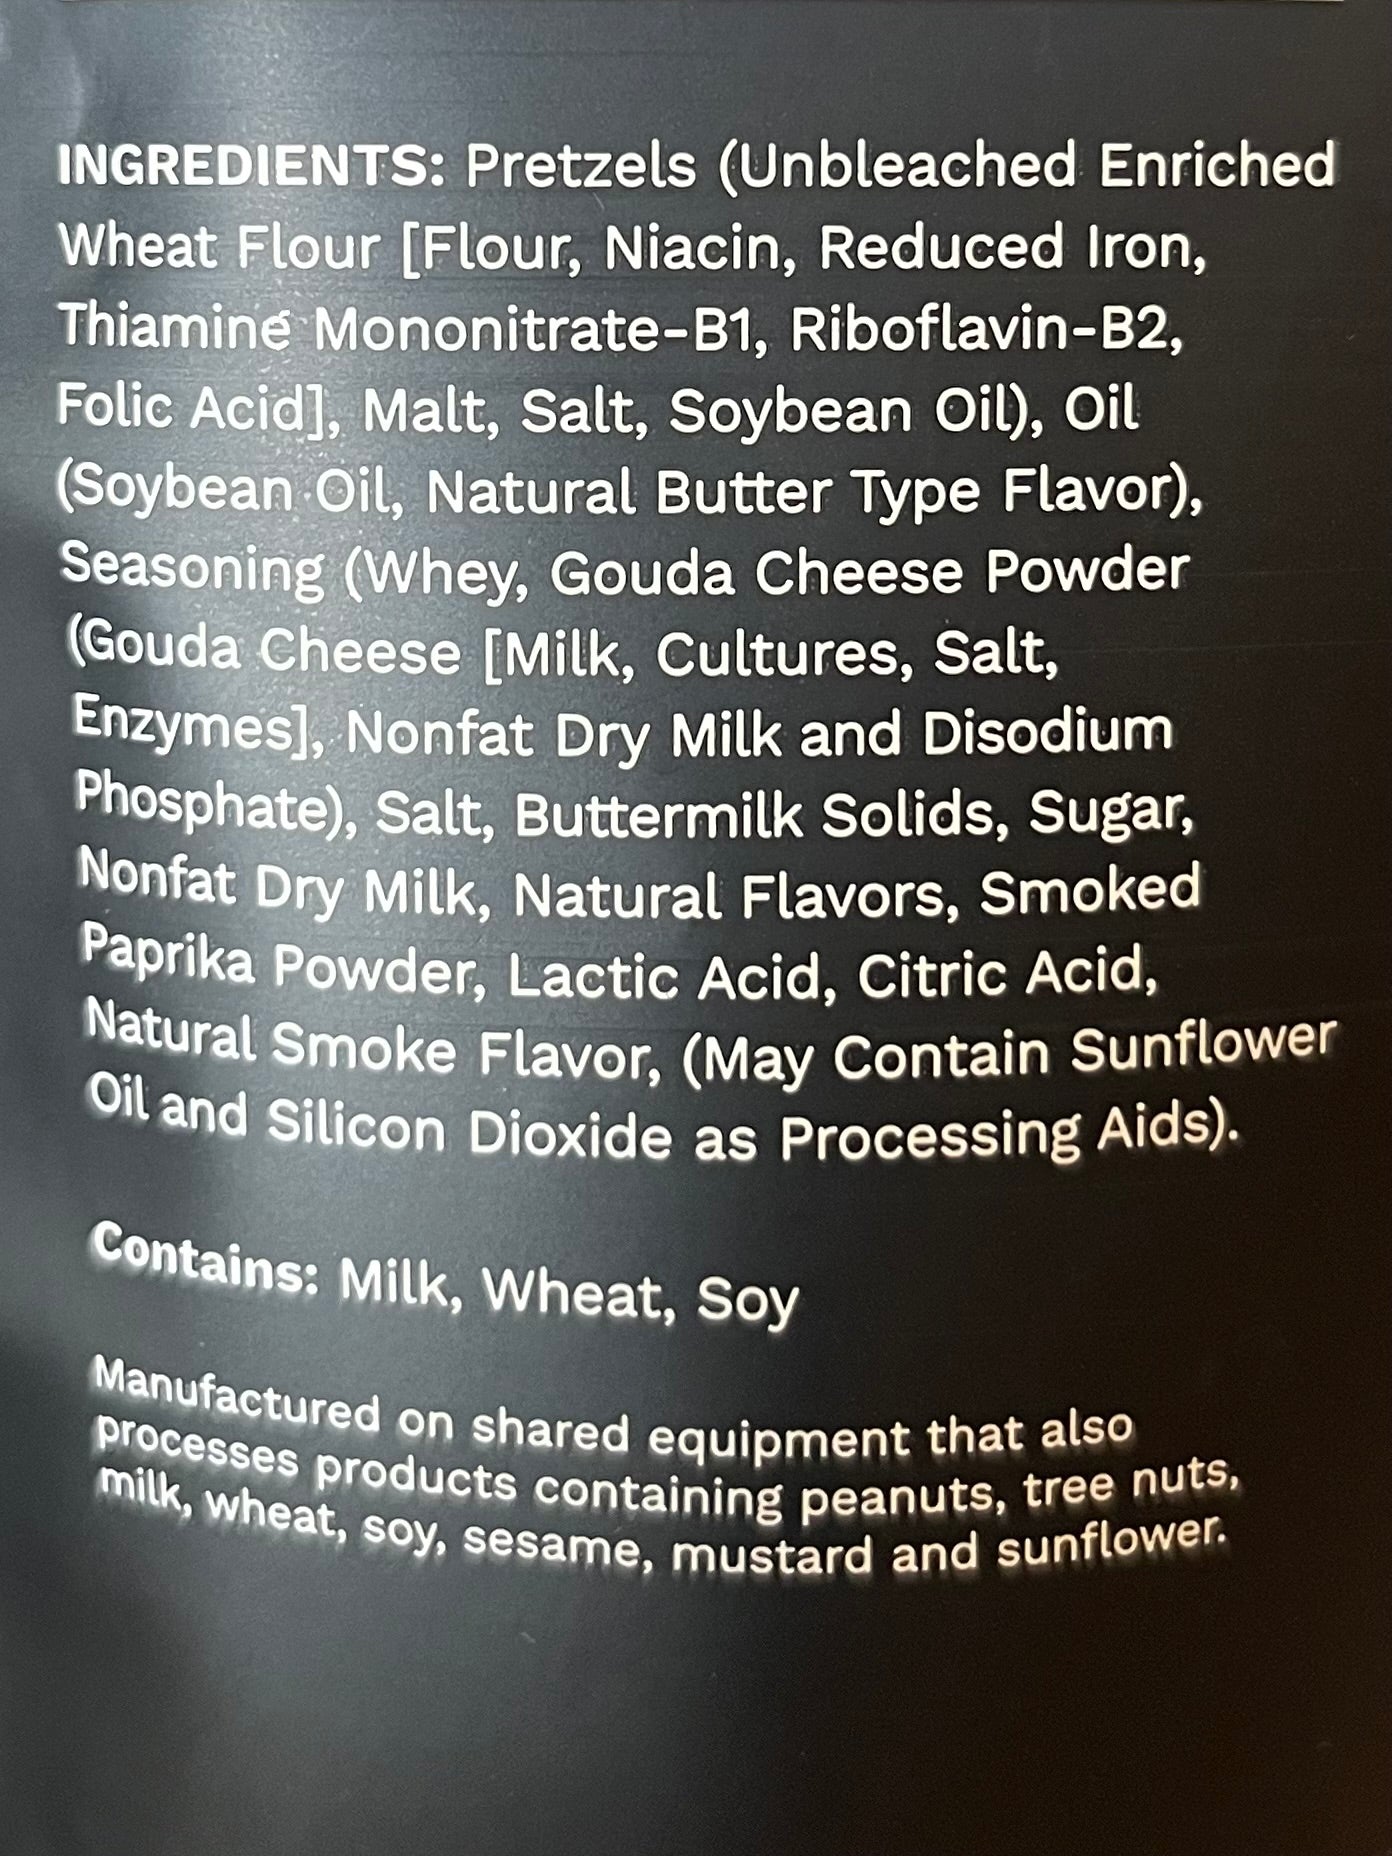 INGREDIENTS: Pretzels (Unbleached Enriched
Wheat Flour [Flour, Niacin, Reduced Iron,
Thiamine Mononitrate-B1, Riboflavin-B2,
Folic Acid], Malt, Salt, Soybean Oil), Oil
(Soybean Oil, Natural Butter Type Flavor),
Seasoning (Whey, Gouda Cheese Powder
(Gouda Cheese [Milk, Cultures, Salt,
Enzymes], Nonfat Dry Milk and Disodium
Phosphate), Salt, Buttermilk Solids, Sugar,
Nonfat Dry Milk, Natural Flavors, Smoked
Paprika Powder, Lactic Acid, Citric Acid,
Natural Smoke Flavor, (May Contain Sunflower
Oil and Silicon Dioxide as Processing Aids).
Contains: Milk, Wheat, Soy
Manufactured on shared equipment that also
processes products containing peanuts, tree nuts,
milk, wheat, soy, sesame, mustard and sunflower.